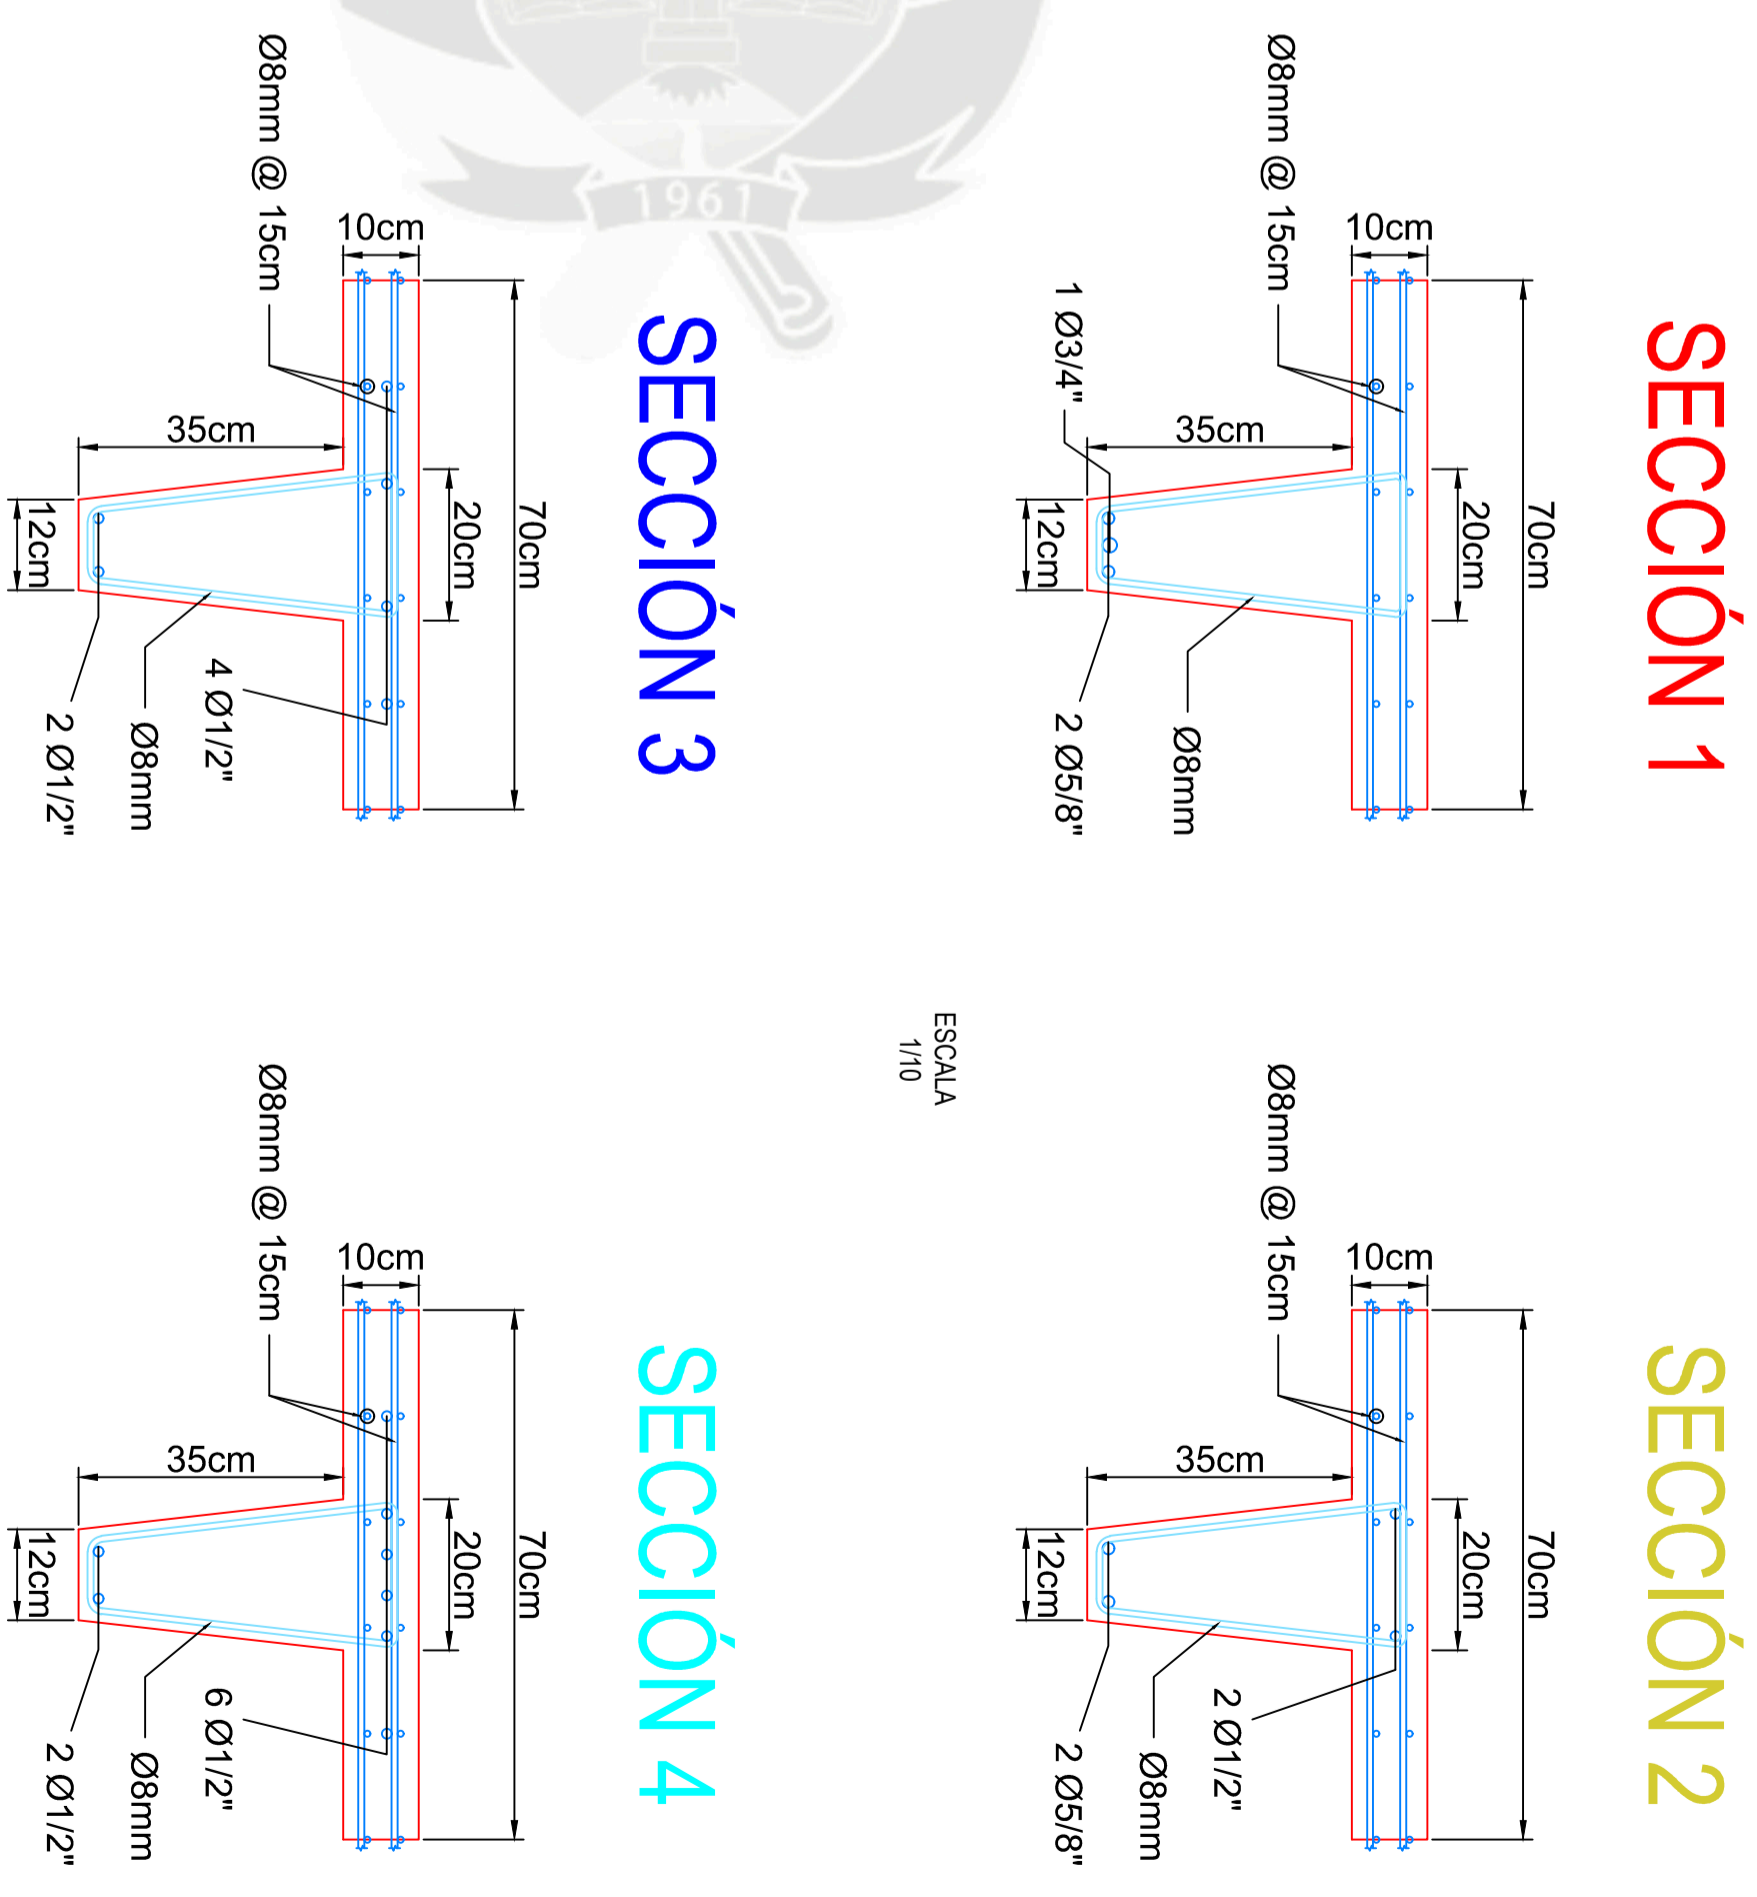 SECCIÓN 1
70cm
20cm
10cm
Ø8mm @ 15cm
35cm
12cm
1 Ø3/4"
Ø8mm
2 Ø5/8"
SECCIÓN 2
70cm
20cm
10cm
Ø8mm @ 15cm
35cm
12cm
2 Ø1/2"
Ø8mm
2 Ø5/8"
ESCALA
1/10
SECCIÓN 3
70cm
20cm
10cm
Ø8mm @ 15cm
35cm
12cm
4 Ø1/2"
Ø8mm
2 Ø1/2"
SECCIÓN 4
70cm
20cm
10cm
Ø8mm @ 15cm
35cm
12cm
6 Ø1/2"
Ø8mm
2 Ø1/2"
1961